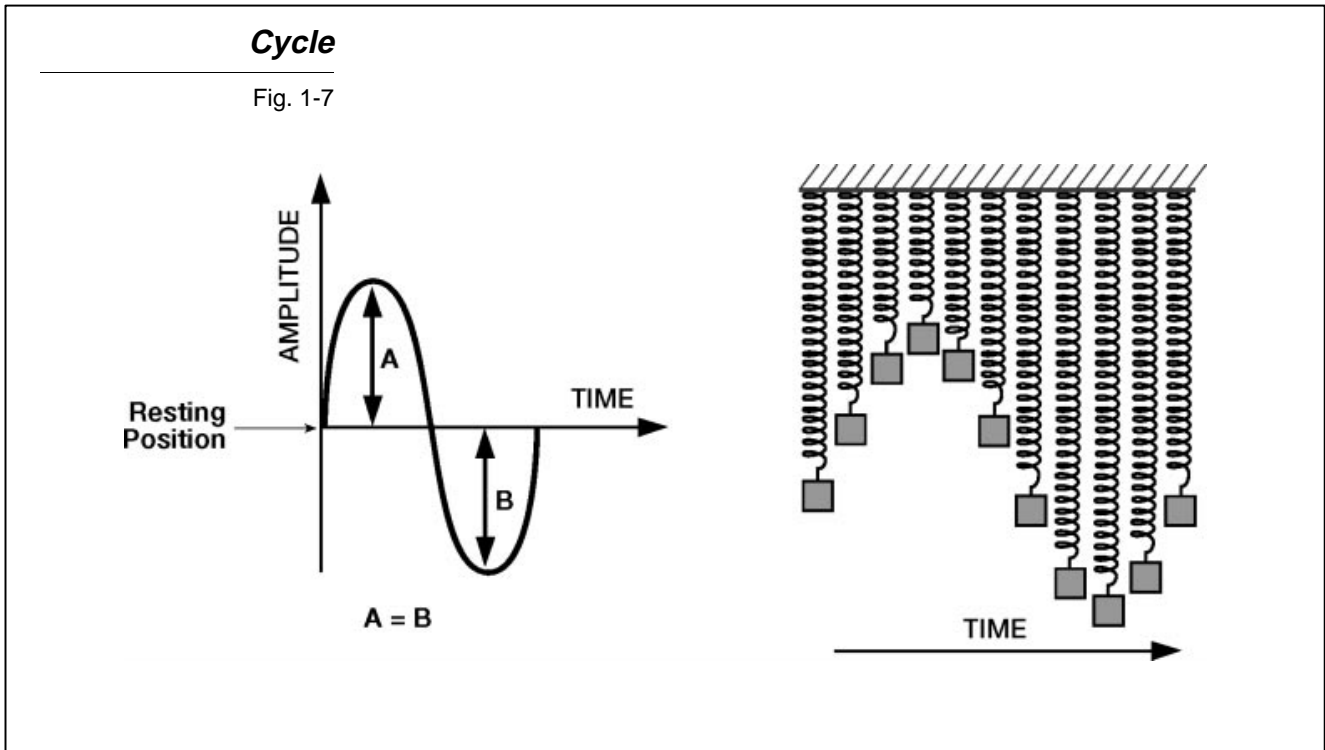 Cycle
Fig. 1-7
AMPLITUDE
A
TIME
Resting
Position
B
A = B
TIME